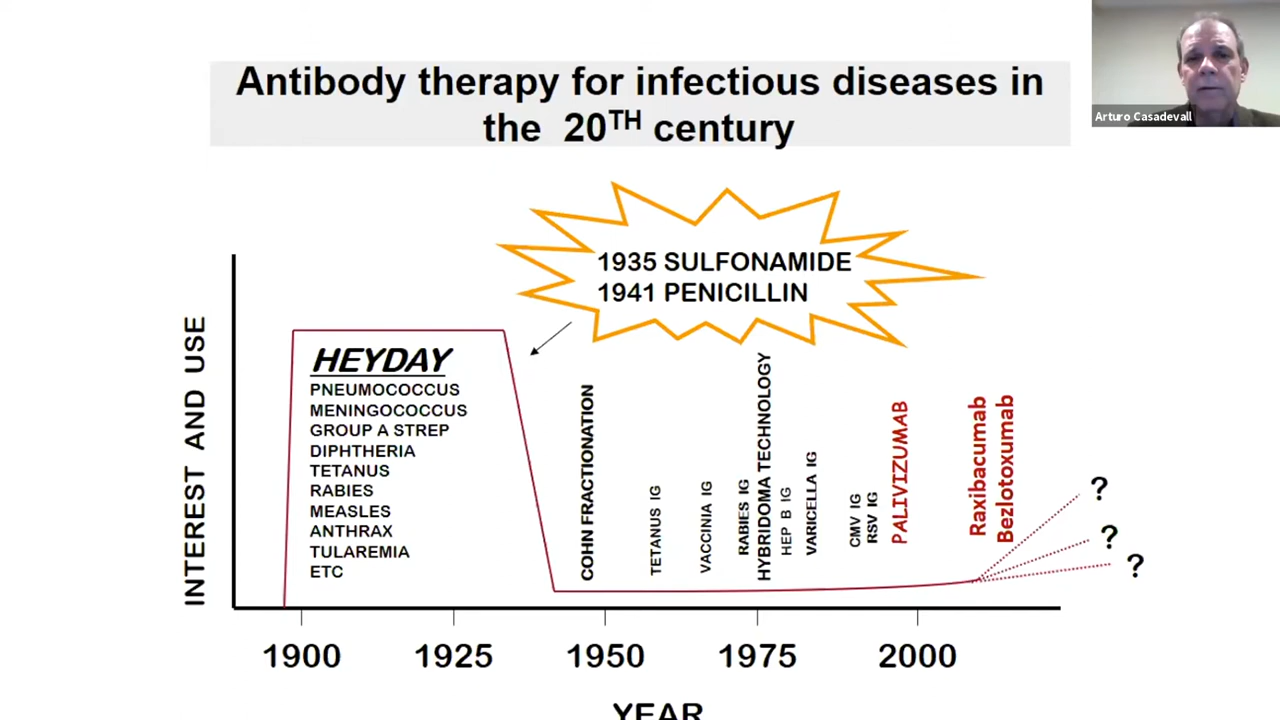 Antibody therapy for infectious diseases in
the 20TH century
Arturo Casadevall
1935 SULFONAMIDE
1941 PENICILLIN
INTEREST AND USE
HEYDAY
PNEUMOCOCCUS
MENINGOCOCCUS
GROUP A STREP
DIPHTHERIA
TETANUS
RABIES
MEASLES
ANTHRAX
TULAREMIA
ETC
COHN FRACTIONATION
TETANUS IG
VACCINIA IG
RABIES IG
HYBRIDOMA TECHNOLOGY
HEP B IG
VARICELLA IG
CMV IG
RSV IG
PALIVIZUMAB
Raxibacumab
Bezlotoxumab
?
?
?
1900 1925 1950 1975 2000
YEAR